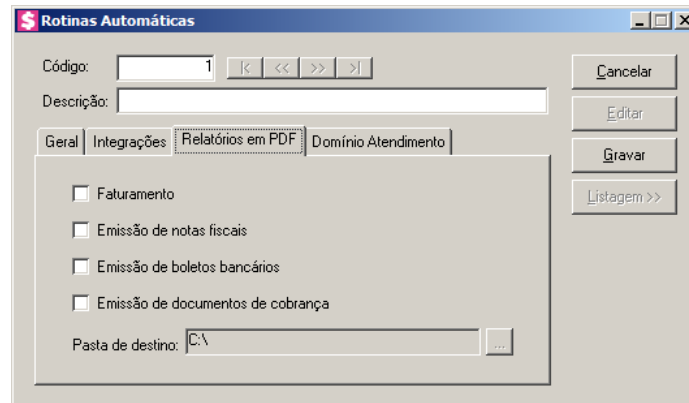 Rotinas Automáticas
Código: 1 |< << >> >|
Descrição:
Cancelar
Editar
Gravar
Listagem >>
Geral Integrações Relatórios em PDF Domínio Atendimento
Faturamento
Emissão de notas fiscais
Emissão de boletos bancários
Emissão de documentos de cobrança
Pasta de destino: C:\ ...